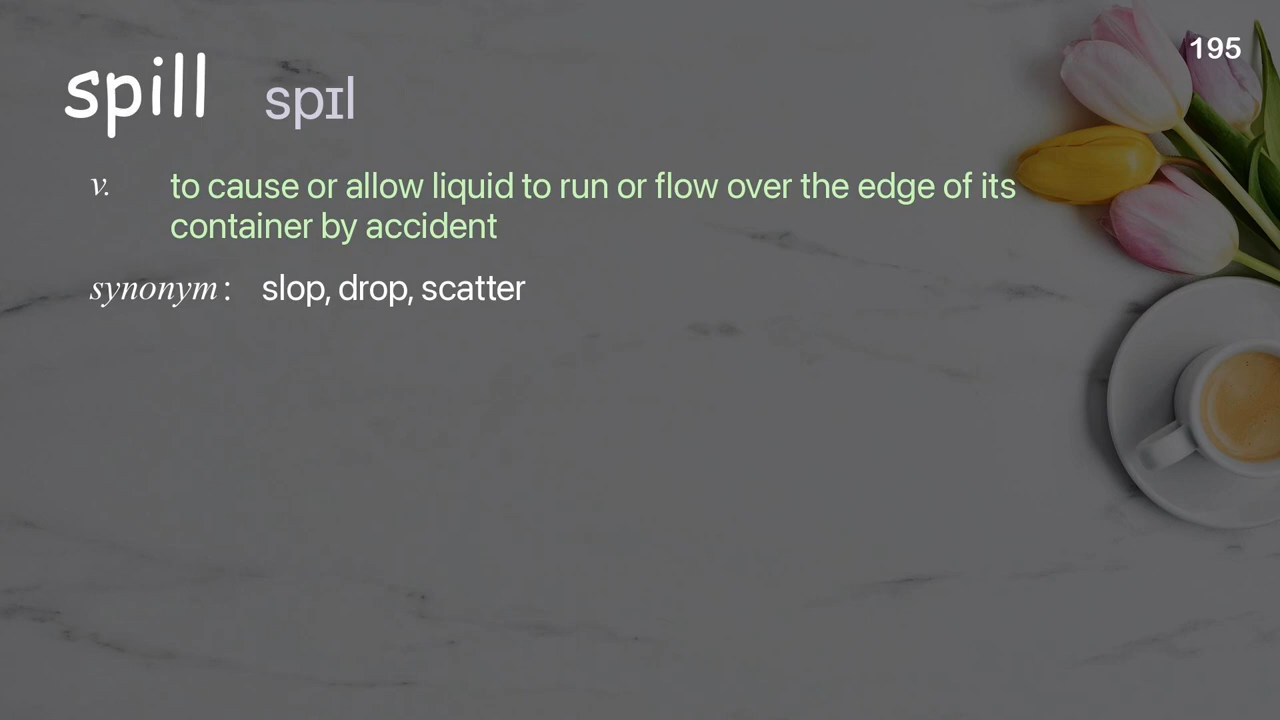 195
spill spɪl
v. to cause or allow liquid to run or flow over the edge of its
container by accident
synonym: slop, drop, scatter